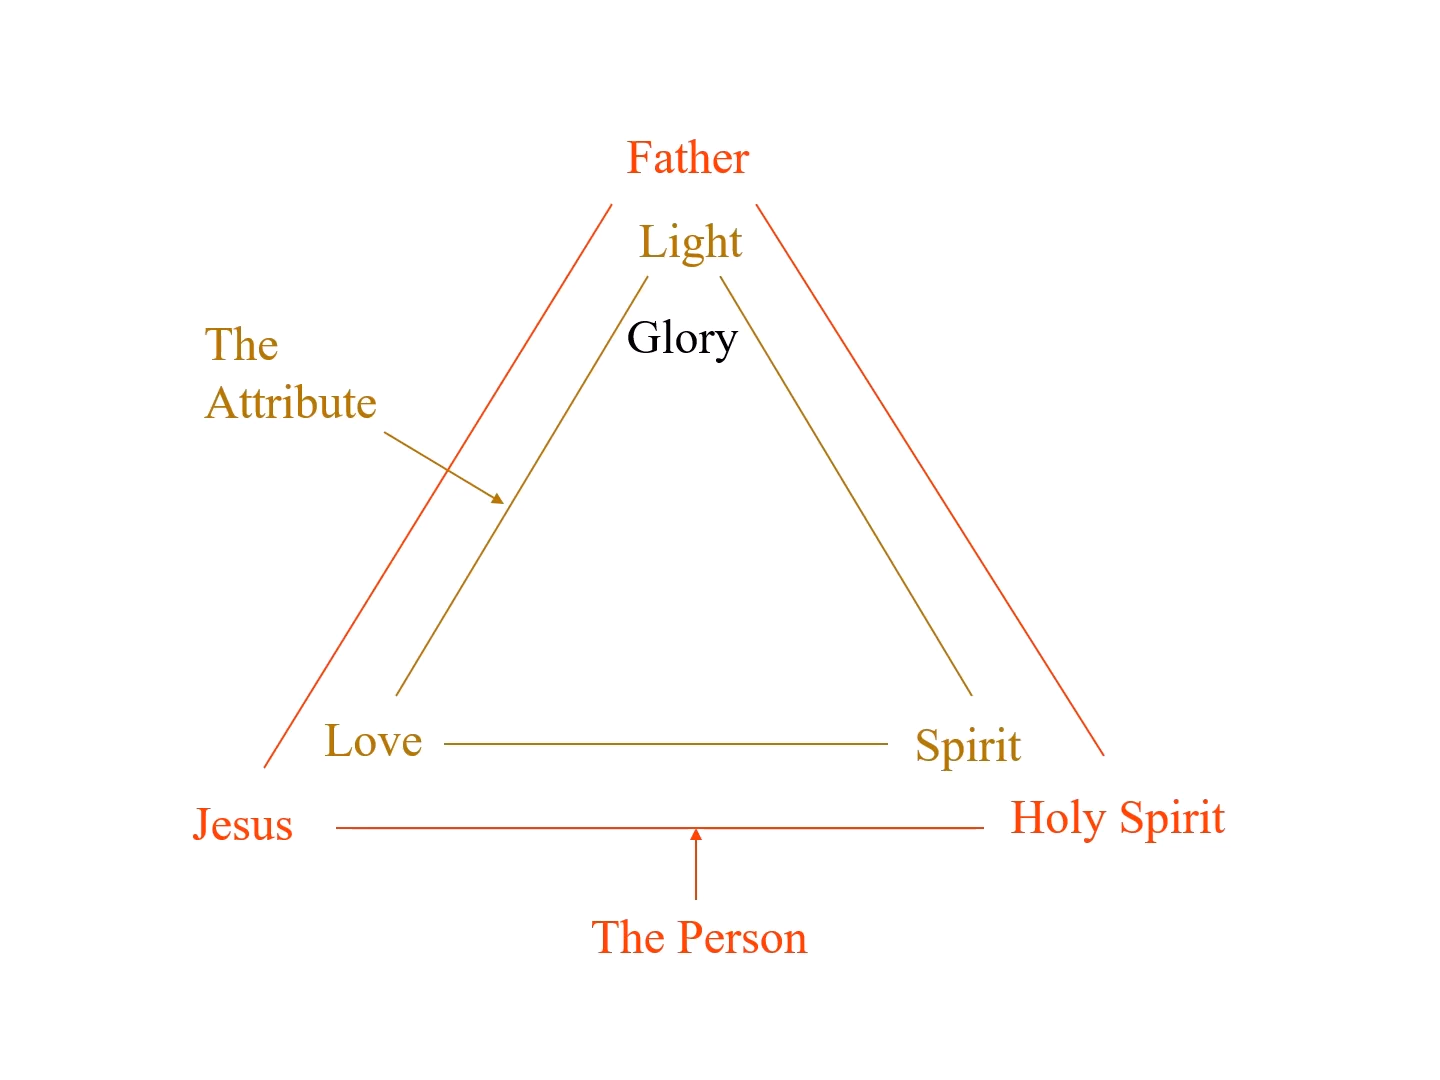 Father
Light
Glory
The
Attribute
Love
Spirit
Jesus
Holy Spirit
The Person